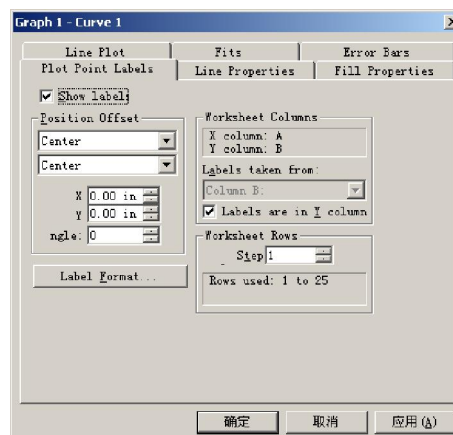 Graph 1 - Curve 1
Line Plot Fits Error Bars
Plot Point Labels Line Properties Fill Properties
Show labels
Position Offset
Center
Center
X 0.00 in
Y 0.00 in
ngle: 0
Label Format...
Worksheet Columns
X column: A
Y column: B
Labels taken from:
Column B:
Labels are in Y column
Worksheet Rows
Step 1
Rows used: 1 to 25
确定 取消 应用(A)